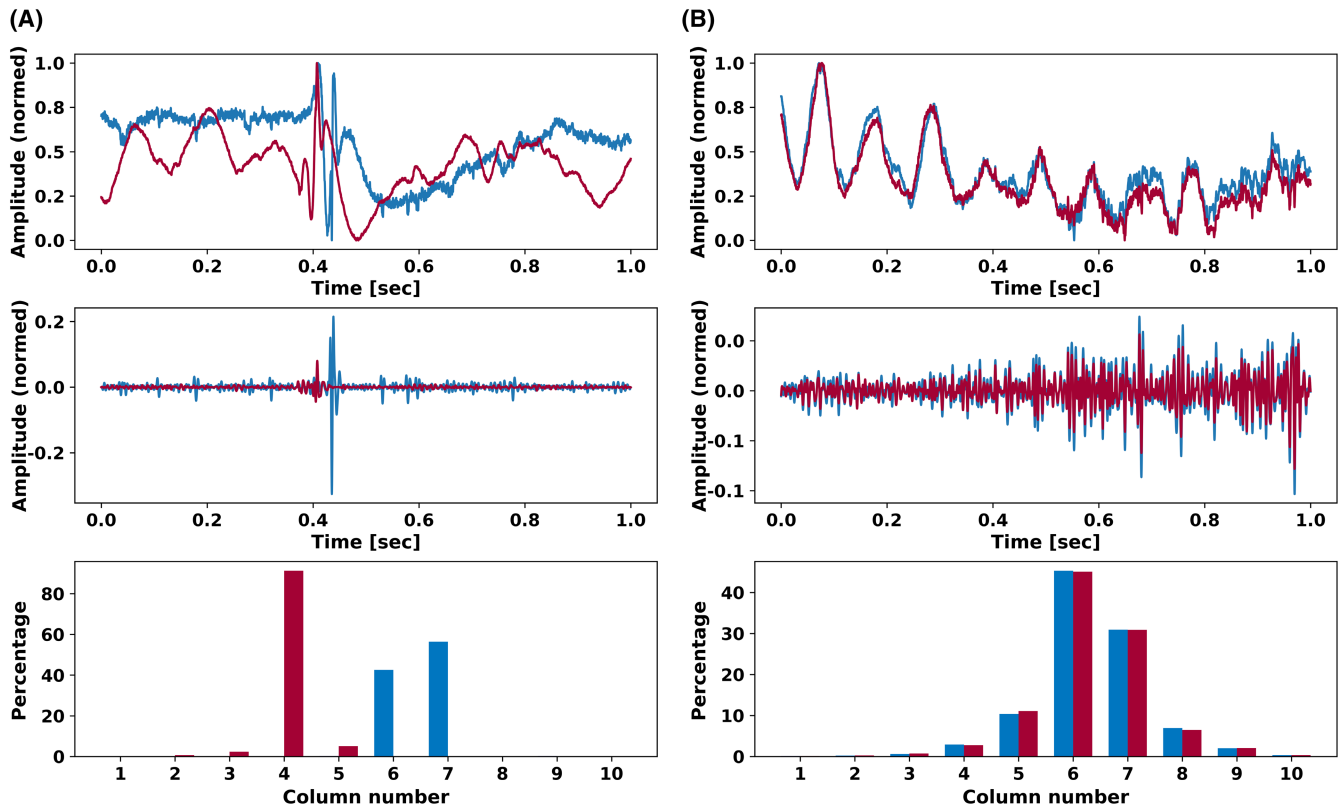 (A)
Amplitude (normed)
1.0
0.8
0.5
0.2
0.0
0.0 0.2 0.4 0.6 0.8 1.0
Time [sec]
Amplitude (normed)
0.2
0.0
-0.2
0.0 0.2 0.4 0.6 0.8 1.0
Time [sec]
Percentage
80
60
40
20
0
1 2 3 4 5 6 7 8 9 10
Column number
(B)
Amplitude (normed)
1.0
0.8
0.5
0.2
0.0
0.0 0.2 0.4 0.6 0.8 1.0
Time [sec]
Amplitude (normed)
0.0
0.0
-0.1
-0.1
0.0 0.2 0.4 0.6 0.8 1.0
Time [sec]
Percentage
40
30
20
10
0
1 2 3 4 5 6 7 8 9 10
Column number